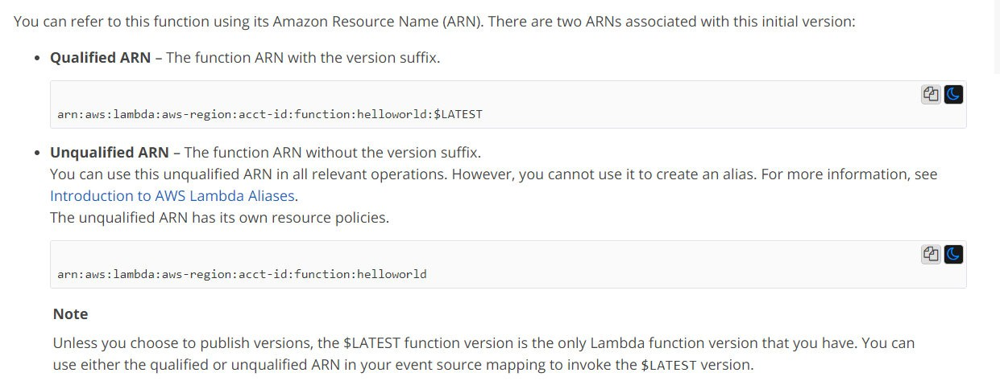 You can refer to this function using its Amazon Resource Name (ARN). There are two ARNs associated with this initial version:
• Qualified ARN – The function ARN with the version suffix.
arn:aws:lambda:aws-region:acct-id:function:helloworld:$LATEST
• Unqualified ARN – The function ARN without the version suffix.
You can use this unqualified ARN in all relevant operations. However, you cannot use it to create an alias. For more information, see
Introduction to AWS Lambda Aliases.
The unqualified ARN has its own resource policies.
arn:aws:lambda:aws-region:acct-id:function:helloworld
Note
Unless you choose to publish versions, the $LATEST function version is the only Lambda function version that you have. You can
use either the qualified or unqualified ARN in your event source mapping to invoke the $LATEST version.